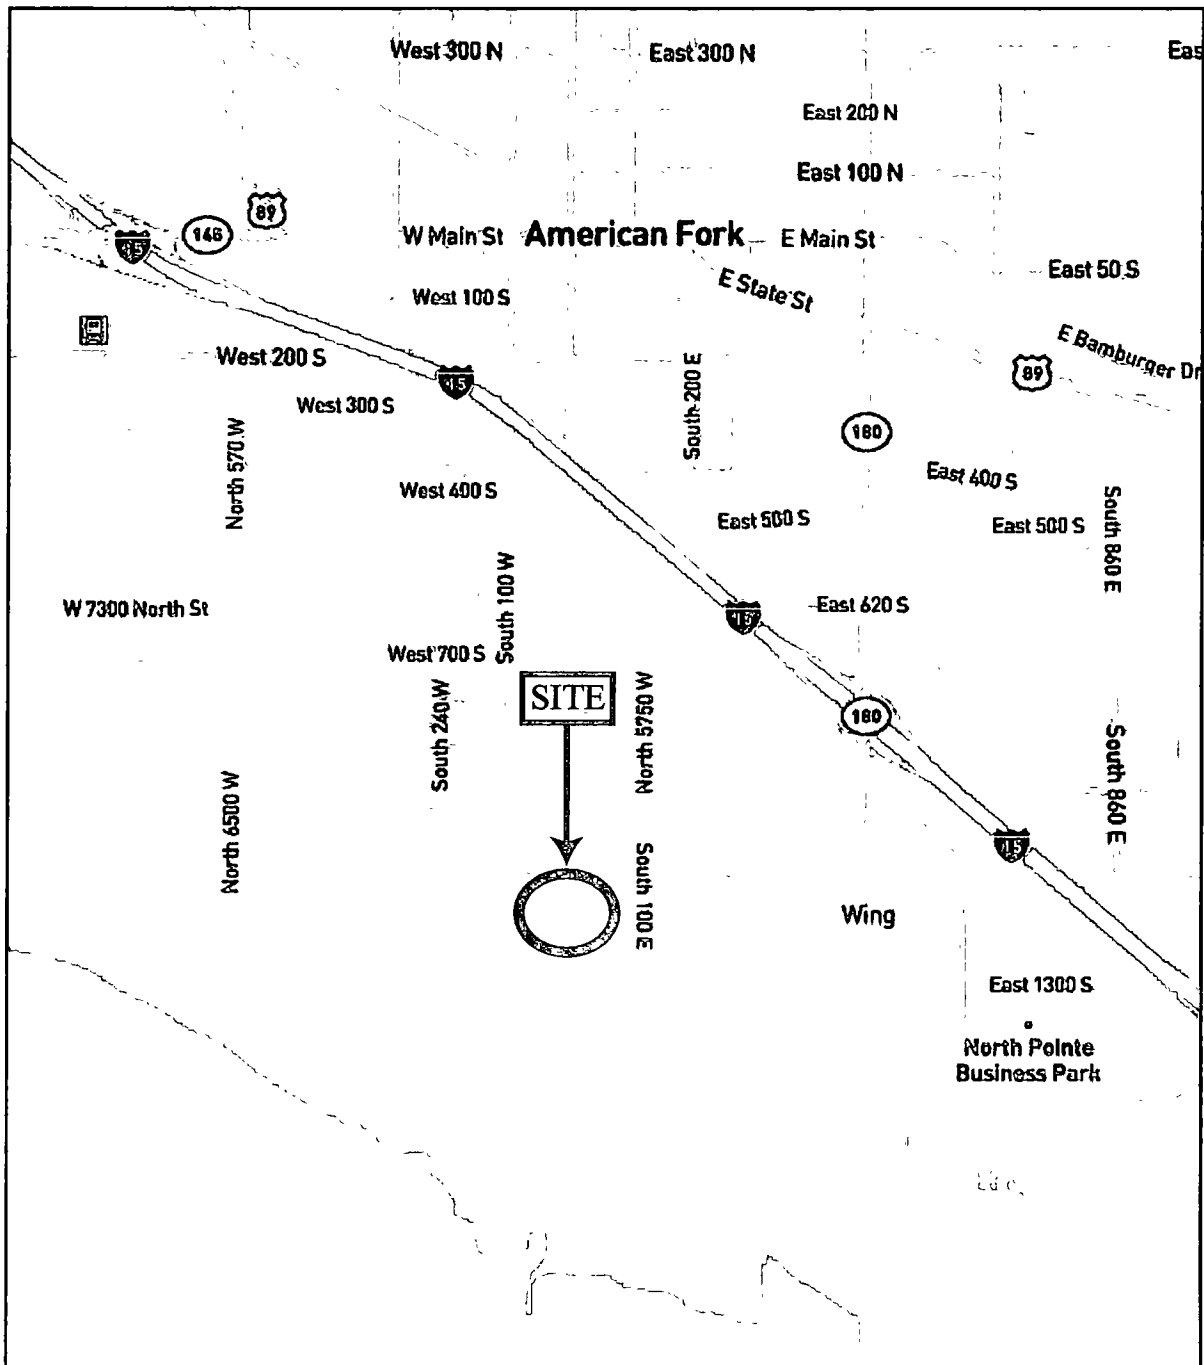 West 300 N
East 300 N
Eas
East 200 N
East 100 N
89
145
15
W Main St
American Fork
E Main St
East 50 S
E State St
West 100 S
E Bamburger Dr
West 200 S
15
89
West 300 S
South 200 E
180
North 570 W
West 400 S
East 400 S
East 500 S
East 500 S
South 860 E
W 7300 North St
South 100 W
15
East 620 S
West 700 S
SITE
South 240 W
North 5750 W
180
South 860 E
North 6500 W
15
South 100 E
Wing
East 1300 S
North Pointe
Business Park